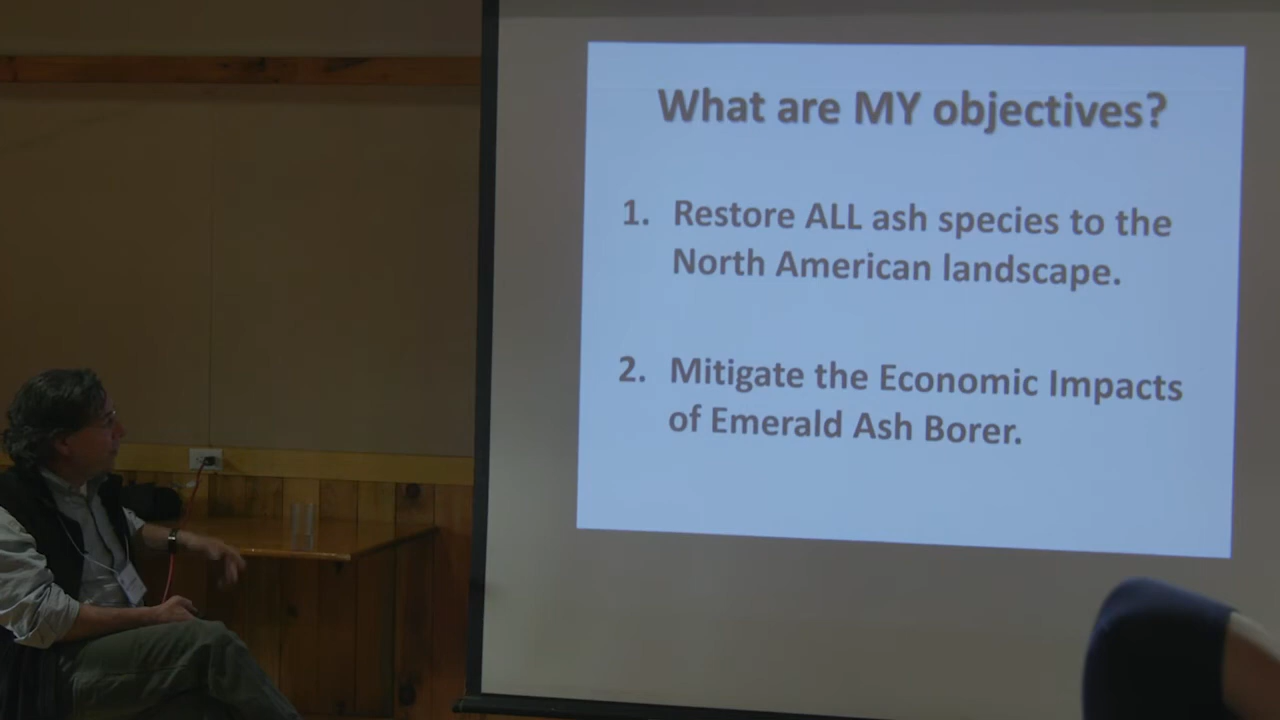 What are MY objectives?
1. Restore ALL ash species to the
North American landscape.
2. Mitigate the Economic Impacts
of Emerald Ash Borer.